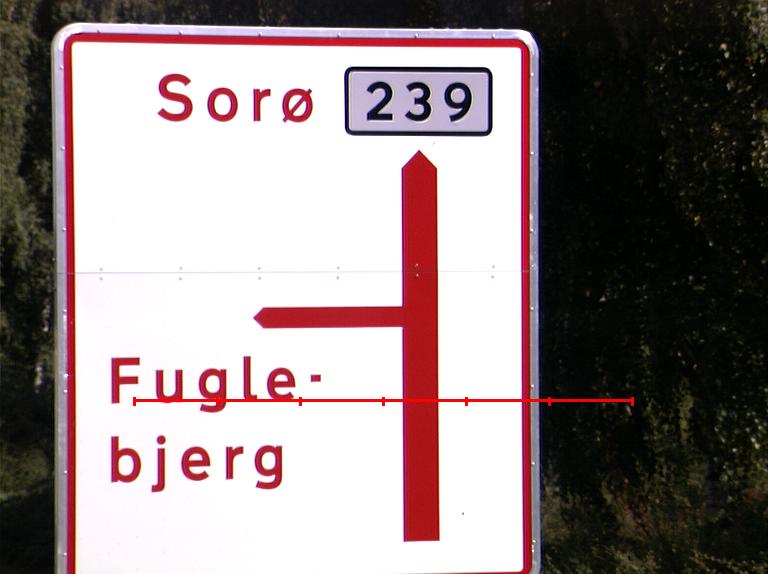 Sorø 239
Fugle-
bjerg